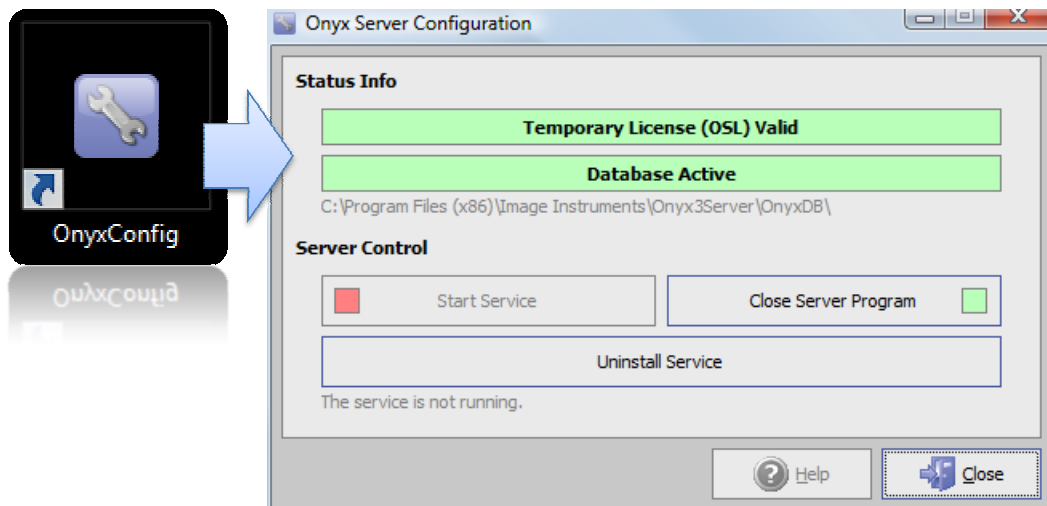 OnyxConfig
Onyx Server Configuration
Status Info
Temporary License (OSL) Valid
Database Active
C:\Program Files (x86)\Image Instruments\Onyx3Server\OnyxDB\
Server Control
Start Service
Close Server Program
Uninstall Service
The service is not running.
Help
Close